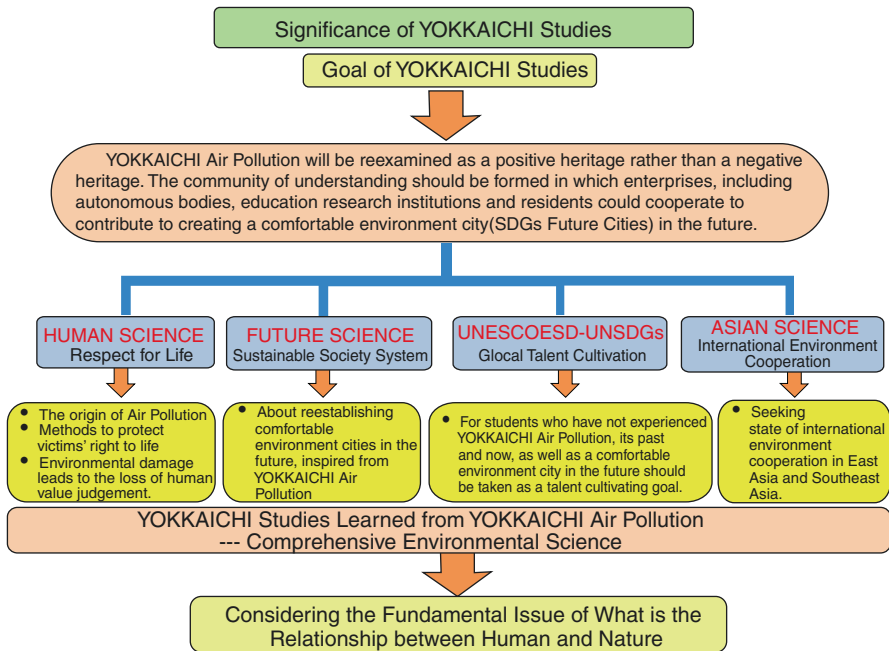 Significance of YOKKAICHI Studies
Goal of YOKKAICHI Studies
YOKKAICHI Air Pollution will be reexamined as a positive heritage rather than a negative
heritage. The community of understanding should be formed in which enterprises, including
autonomous bodies, education research institutions and residents could cooperate to
contribute to creating a comfortable environment city(SDGs Future Cities) in the future.
HUMAN SCIENCE
Respect for Life
FUTURE SCIENCE
Sustainable Society System
UNESCOESD-UNSDGs
Glocal Talent Cultivation
ASIAN SCIENCE
International Environment
Cooperation
• The origin of Air Pollution
• Methods to protect
victims' right to life
• Environmental damage
leads to the loss of human
value judgement.
• About reestablishing
comfortable
environment cities in the
future, inspired from
YOKKAICHI Air
Pollution
• For students who have not experienced
YOKKAICHI Air Pollution, its past
and now, as well as a comfortable
environment city in the future should
be taken as a talent cultivating goal.
• Seeking
state of international
environment
cooperation in East
Asia and Southeast
Asia.
YOKKAICHI Studies Learned from YOKKAICHI Air Pollution
--- Comprehensive Environmental Science
Considering the Fundamental Issue of What is the
Relationship between Human and Nature